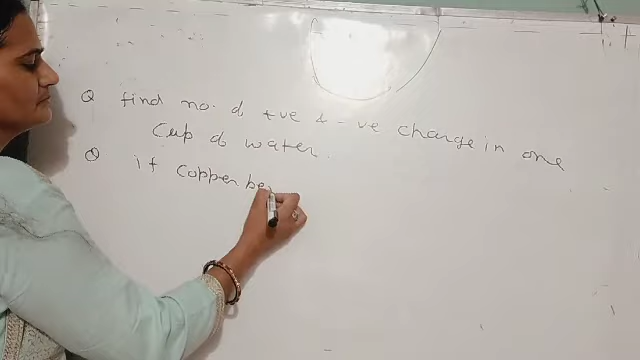 Q find no. of +ve & -ve charge in one
Cup of water.
Q if Copper be